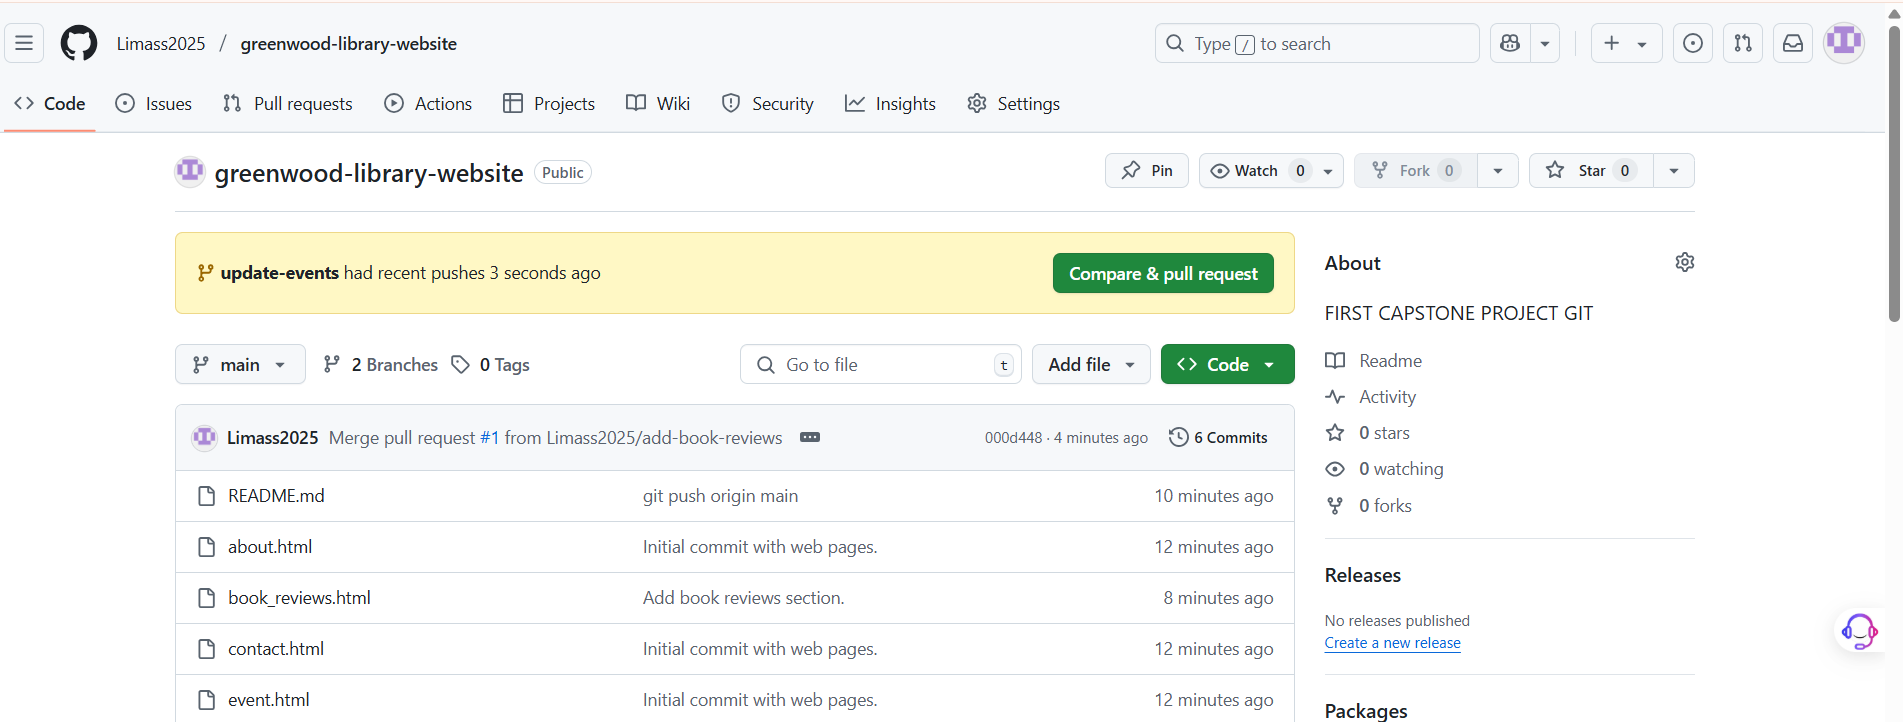 Limass2025 / greenwood-library-website
Type / to search
Code Issues Pull requests Actions Projects Wiki Security Insights Settings
greenwood-library-website Public
Pin Watch 0 Fork 0 Star 0
update-events had recent pushes 3 seconds ago
Compare & pull request
main 2 Branches 0 Tags
Go to file t
Add file Code
Limass2025 Merge pull request #1 from Limass2025/add-book-reviews
000d448 · 4 minutes ago 6 Commits
README.md git push origin main 10 minutes ago
about.html Initial commit with web pages. 12 minutes ago
book_reviews.html Add book reviews section. 8 minutes ago
contact.html Initial commit with web pages. 12 minutes ago
event.html Initial commit with web pages. 12 minutes ago
About
FIRST CAPSTONE PROJECT GIT
Readme
Activity
0 stars
0 watching
0 forks
Releases
No releases published
Create a new release
Packages